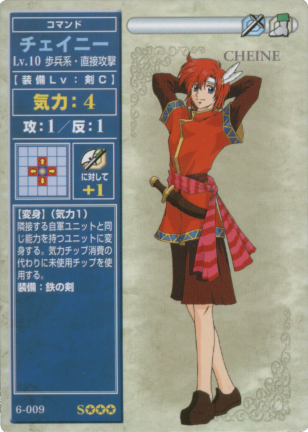 コマンド
チェイニー
Lv.10 歩兵系・直接攻撃
【装備Lv：剣C】
気力：4
攻：1／反：1
に対して
+1
【変身】(気力1)
隣接する自軍ユニットと同
じ能力を持つユニットに変
身する。気力チップ消費の
代わりに未使用チップを使
用する。
装備：鉄の剣
6-009
S✪✪✪
CHEINE